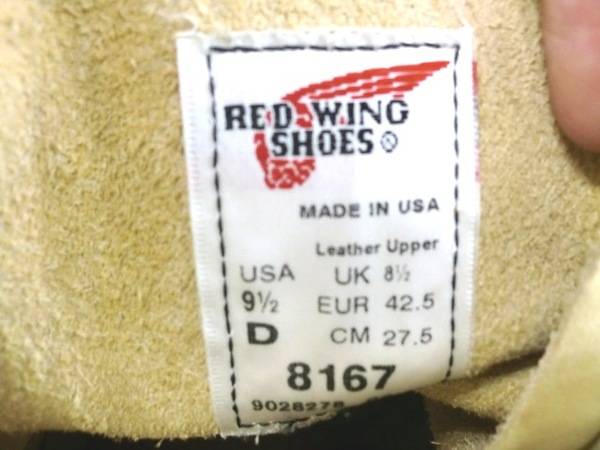 RED WING
SHOES®
MADE IN USA
Leather Upper
USA UK 8½
9½ EUR 42.5
D CM 27.5
8167